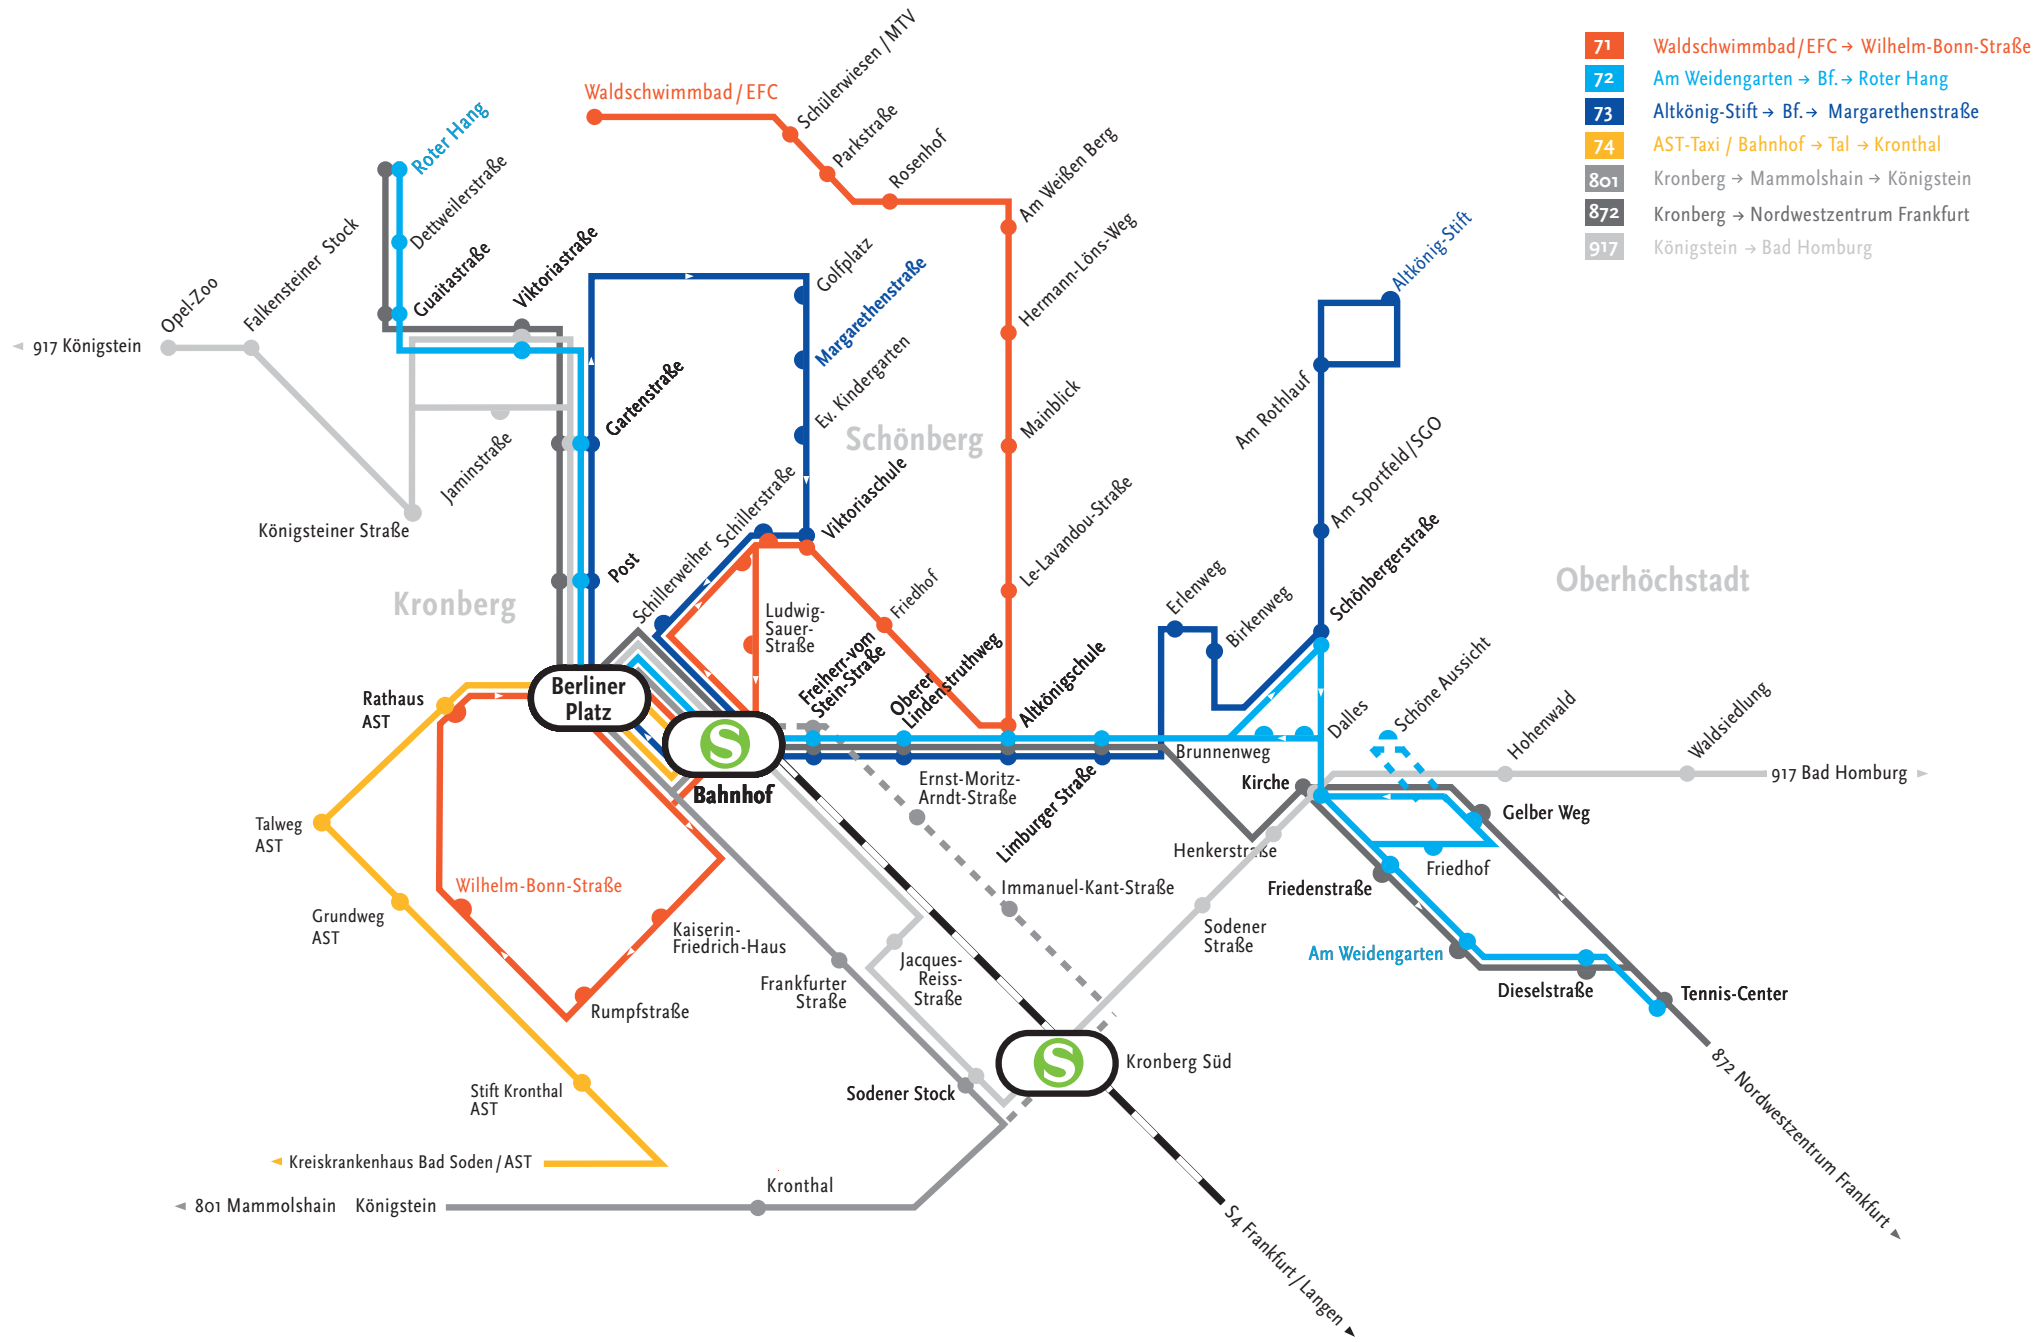 71 Waldschwimmbad/EFC → Wilhelm-Bonn-Straße
72 Am Weidengarten → Bf. → Roter Hang
73 Altkönig-Stift → Bf. → Margarethenstraße
74 AST-Taxi / Bahnhof → Tal → Kronthal
801 Kronberg → Mammolshain → Königstein
872 Kronberg → Nordwestzentrum Frankfurt
917 Königstein → Bad Homburg
Waldschwimmbad / EFC
Schülerwiesen / MTV
Parkstraße
Rosenhof
Am Weißen Berg
Hermann-Löns-Weg
Mainblick
Le-Lavandou-Straße
Altkönigschule
Roter Hang
Dettweilerstraße
Guaitastraße
Viktoriastraße
Falkensteiner Stock
Opel-Zoo
917 Königstein
Königsteiner Straße
Jaminstraße
Gartenstraße
Post
Golfplatz
Margarethenstraße
Ev. Kindergarten
Schönberg
Viktoriaschule
Schillerstraße
Schillerweiher
Kronberg
Friedhof
Ludwig-
Sauer-
Straße
Freiherr-vom
Stein-Straße
Oberer
Lindenstruthweg
Altkönig-Stift
Am Rothlauf
Am Sportfeld/SGO
Schönbergerstraße
Oberhöchstadt
Erlenweg
Birkenweg
Schöne Aussicht
Dalles
Hohenwald
Waldsiedlung
917 Bad Homburg
Brunnenweg
Kirche
Gelber Weg
Henkerstraße
Friedhof
Friedenstraße
Am Weidengarten
Dieselstraße
Tennis-Center
872 Nordwestzentrum Frankfurt
Berliner
Platz
S
Bahnhof
Rathaus
AST
Talweg
AST
Grundweg
AST
Stift Kronthal
AST
Kreiskrankenhaus Bad Soden / AST
801 Mammolshain Königstein
Kronthal
Wilhelm-Bonn-Straße
Kaiserin-
Friedrich-Haus
Rumpfstraße
Frankfurter
Straße
Jacques-
Reiss-
Straße
Sodener Stock
Ernst-Moritz-
Arndt-Straße
Limburger Straße
Immanuel-Kant-Straße
Sodener
Straße
S
Kronberg Süd
S4 Frankfurt / Langen